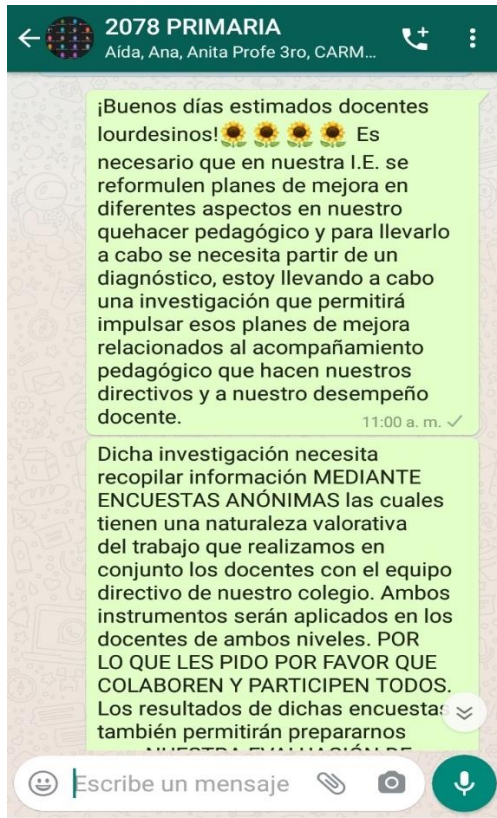 2078 PRIMARIA
Aída, Ana, Anita Profe 3ro, CARM...
¡Buenos días estimados docentes
lourdesinos!🌻 🌻 🌻 🌻 Es
necesario que en nuestra I.E. se
reformulen planes de mejora en
diferentes aspectos en nuestro
quehacer pedagógico y para llevarlo
a cabo se necesita partir de un
diagnóstico, estoy llevando a cabo
una investigación que permitirá
impulsar esos planes de mejora
relacionados al acompañamiento
pedagógico que hacen nuestros
directivos y a nuestro desempeño
docente.
11:00 a. m.
Dicha investigación necesita
recopilar información MEDIANTE
ENCUESTAS ANÓNIMAS las cuales
tienen una naturaleza valorativa
del trabajo que realizamos en
conjunto los docentes con el equipo
directivo de nuestro colegio. Ambos
instrumentos serán aplicados en los
docentes de ambos niveles. POR
LO QUE LES PIDO POR FAVOR QUE
COLABOREN Y PARTICIPEN TODOS.
Los resultados de dichas encuestas
también permitirán prepararnos
NUESTRA EVALUACIÓN DE
Escribe un mensaje